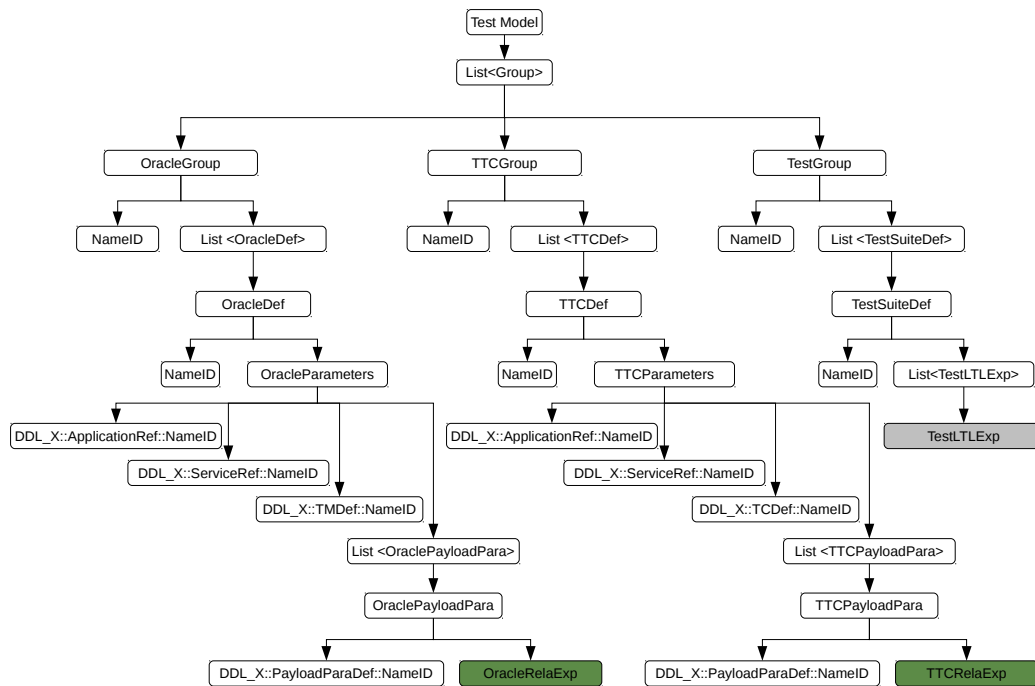 Test Model
List<Group>
OracleGroup
TTCGroup
TestGroup
NameID
List <OracleDef>
NameID
List <TTCDef>
NameID
List <TestSuiteDef>
OracleDef
TTCDef
TestSuiteDef
NameID
OracleParameters
NameID
TTCParameters
NameID
List<TestLTLExp>
DDL_X::ApplicationRef::NameID
DDL_X::ApplicationRef::NameID
TestLTLExp
DDL_X::ServiceRef::NameID
DDL_X::ServiceRef::NameID
DDL_X::TMDef::NameID
DDL_X::TCDef::NameID
List <OraclePayloadPara>
List <TTCPayloadPara>
OraclePayloadPara
TTCPayloadPara
DDL_X::PayloadParaDef::NameID
OracleRelaExp
DDL_X::PayloadParaDef::NameID
TTCRelaExp